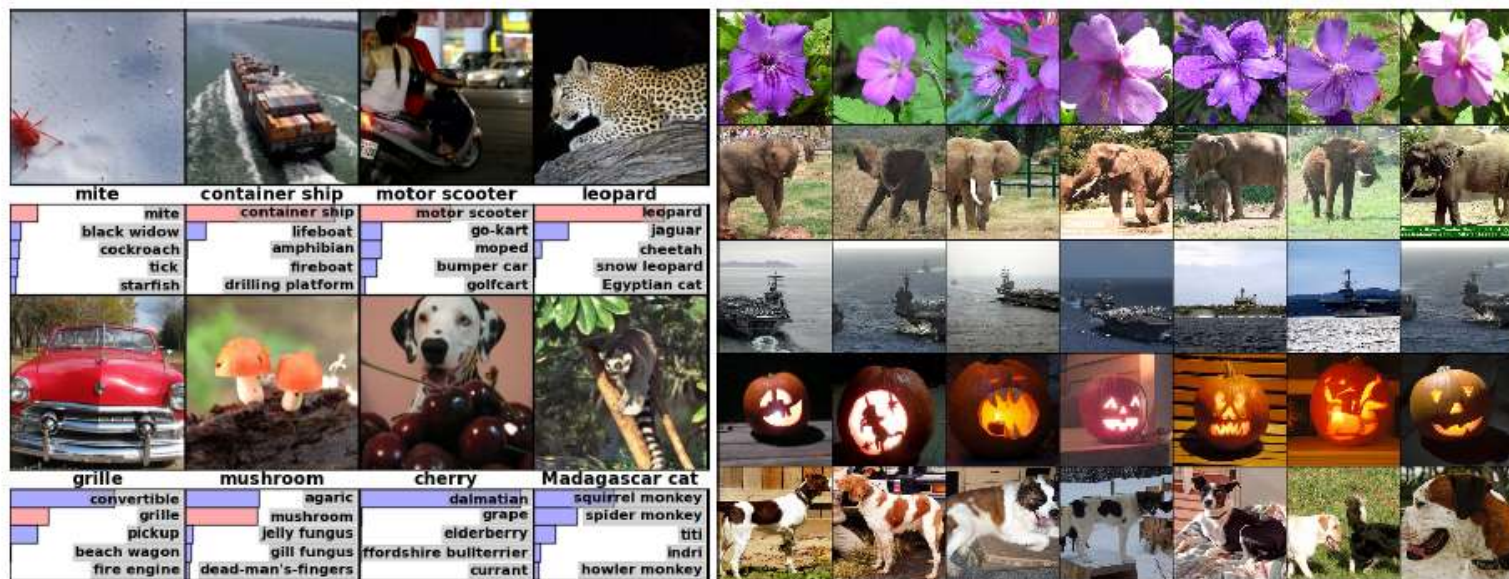 mite container ship motor scooter leopard
mite container ship motor scooter leopard
black widow lifeboat go-kart jaguar
cockroach amphibian moped cheetah
tick fireboat bumper car snow leopard
starfish drilling platform golfcart Egyptian cat
grille mushroom cherry Madagascar cat
convertible agaric dalmatian squirrel monkey
grille mushroom grape spider monkey
pickup jelly fungus elderberry titi
beach wagon gill fungus ffordshire bullterrier indri
fire engine dead-man's-fingers currant howler monkey